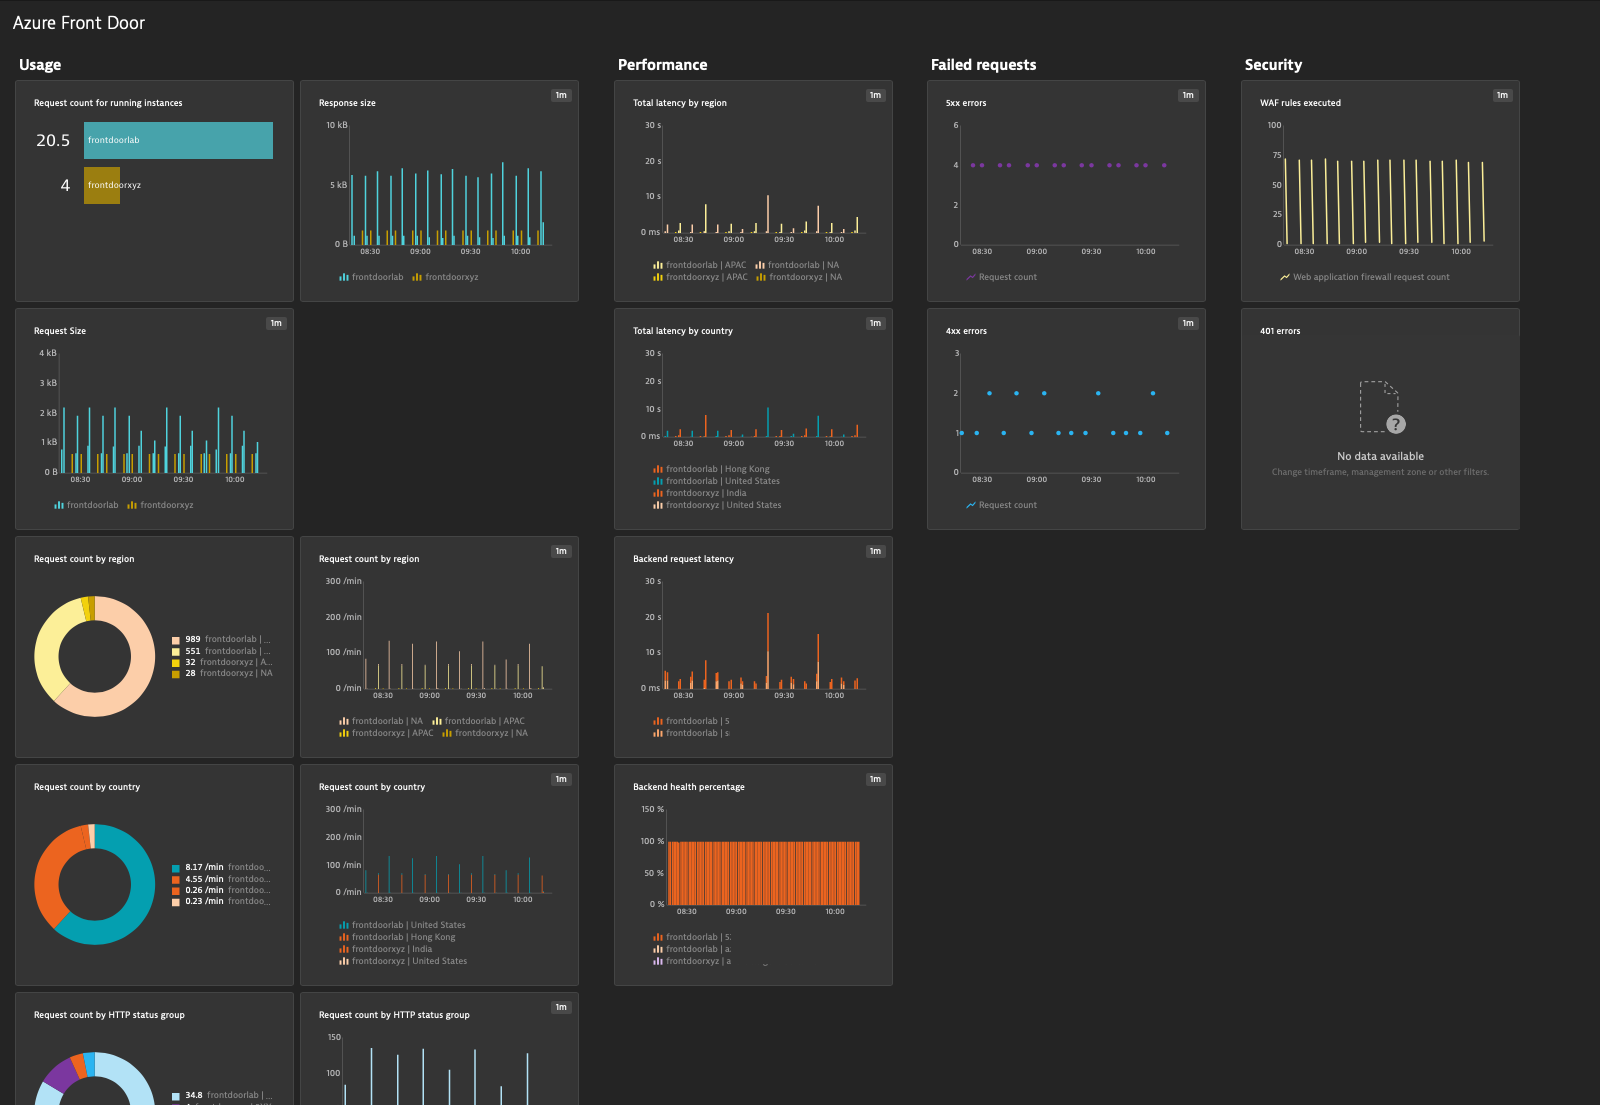 Azure Front Door
Usage
Request count for running instances
20.5 frontdoorlab
4 frontdoorxyz
Response size
1m
10 kB
5 kB
0 B
08:30 09:00 09:30 10:00
frontdoorlab frontdoorxyz
Request Size
1m
4 kB
3 kB
2 kB
1 kB
0 B
08:30 09:00 09:30 10:00
frontdoorlab frontdoorxyz
Request count by region
989 frontdoorlab | ...
551 frontdoorlab | ...
32 frontdoorxyz | A...
28 frontdoorxyz | NA
Request count by region
1m
300 /min
200 /min
100 /min
0 /min
08:30 09:00 09:30 10:00
frontdoorlab | NA frontdoorlab | APAC
frontdoorxyz | APAC frontdoorxyz | NA
Request count by country
8.17 /min frontdoo...
4.55 /min frontdoo...
0.26 /min frontdoo...
0.23 /min frontdoo...
Request count by country
1m
300 /min
200 /min
100 /min
0 /min
08:30 09:00 09:30 10:00
frontdoorlab | United States
frontdoorlab | Hong Kong
frontdoorxyz | India
frontdoorxyz | United States
Request count by HTTP status group
34.8 frontdoorlab | ...
Request count by HTTP status group
1m
150
100
Performance
Total latency by region
1m
30 s
20 s
10 s
0 ms
08:30 09:00 09:30 10:00
frontdoorlab | APAC frontdoorlab | NA
frontdoorxyz | APAC frontdoorxyz | NA
Total latency by country
1m
30 s
20 s
10 s
0 ms
08:30 09:00 09:30 10:00
frontdoorlab | Hong Kong
frontdoorlab | United States
frontdoorxyz | India
frontdoorxyz | United States
Backend request latency
1m
30 s
20 s
10 s
0 ms
08:30 09:00 09:30 10:00
frontdoorlab | 5
frontdoorlab | s
Backend health percentage
1m
150 %
100 %
50 %
0 %
08:30 09:00 09:30 10:00
frontdoorlab | 5
frontdoorlab | a
frontdoorxyz | a
Failed requests
5xx errors
1m
6
4
2
0
08:30 09:00 09:30 10:00
Request count
4xx errors
1m
3
2
1
0
08:30 09:00 09:30 10:00
Request count
Security
WAF rules executed
1m
100
75
50
25
0
08:30 09:00 09:30 10:00
Web application firewall request count
401 errors
?
No data available
Change timeframe, management zone or other filters.